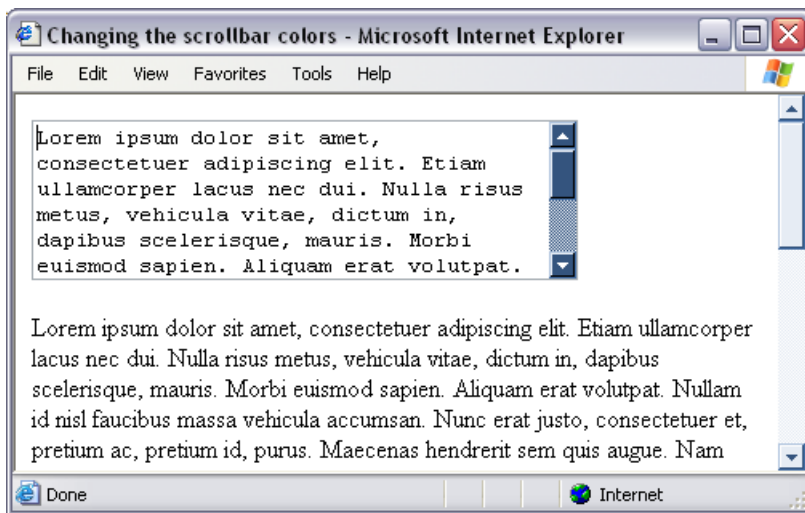 Changing the scrollbar colors - Microsoft Internet Explorer
File Edit View Favorites Tools Help
Lorem ipsum dolor sit amet,
consectetuer adipiscing elit. Etiam
ullamcorper lacus nec dui. Nulla risus
metus, vehicula vitae, dictum in,
dapibus scelerisque, mauris. Morbi
euismod sapien. Aliquam erat volutpat.
Lorem ipsum dolor sit amet, consectetuer adipiscing elit. Etiam ullamcorper
lacus nec dui. Nulla risus metus, vehicula vitae, dictum in, dapibus
scelerisque, mauris. Morbi euismod sapien. Aliquam erat volutpat. Nullam
id nisl faucibus massa vehicula accumsan. Nunc erat justo, consectetuer et,
pretium ac, pretium id, purus. Maecenas hendrerit sem quis augue. Nam
Done Internet